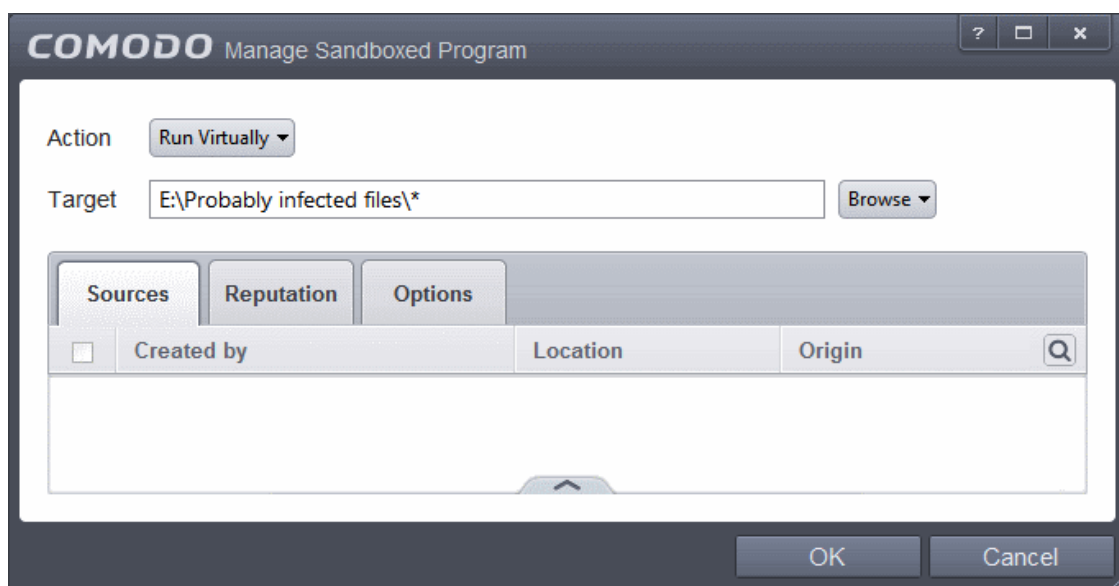 COMODO Manage Sandboxed Program ?
Action Run Virtually
Target E:\Probably infected files\* Browse
Sources Reputation Options
Created by Location Origin
OK Cancel